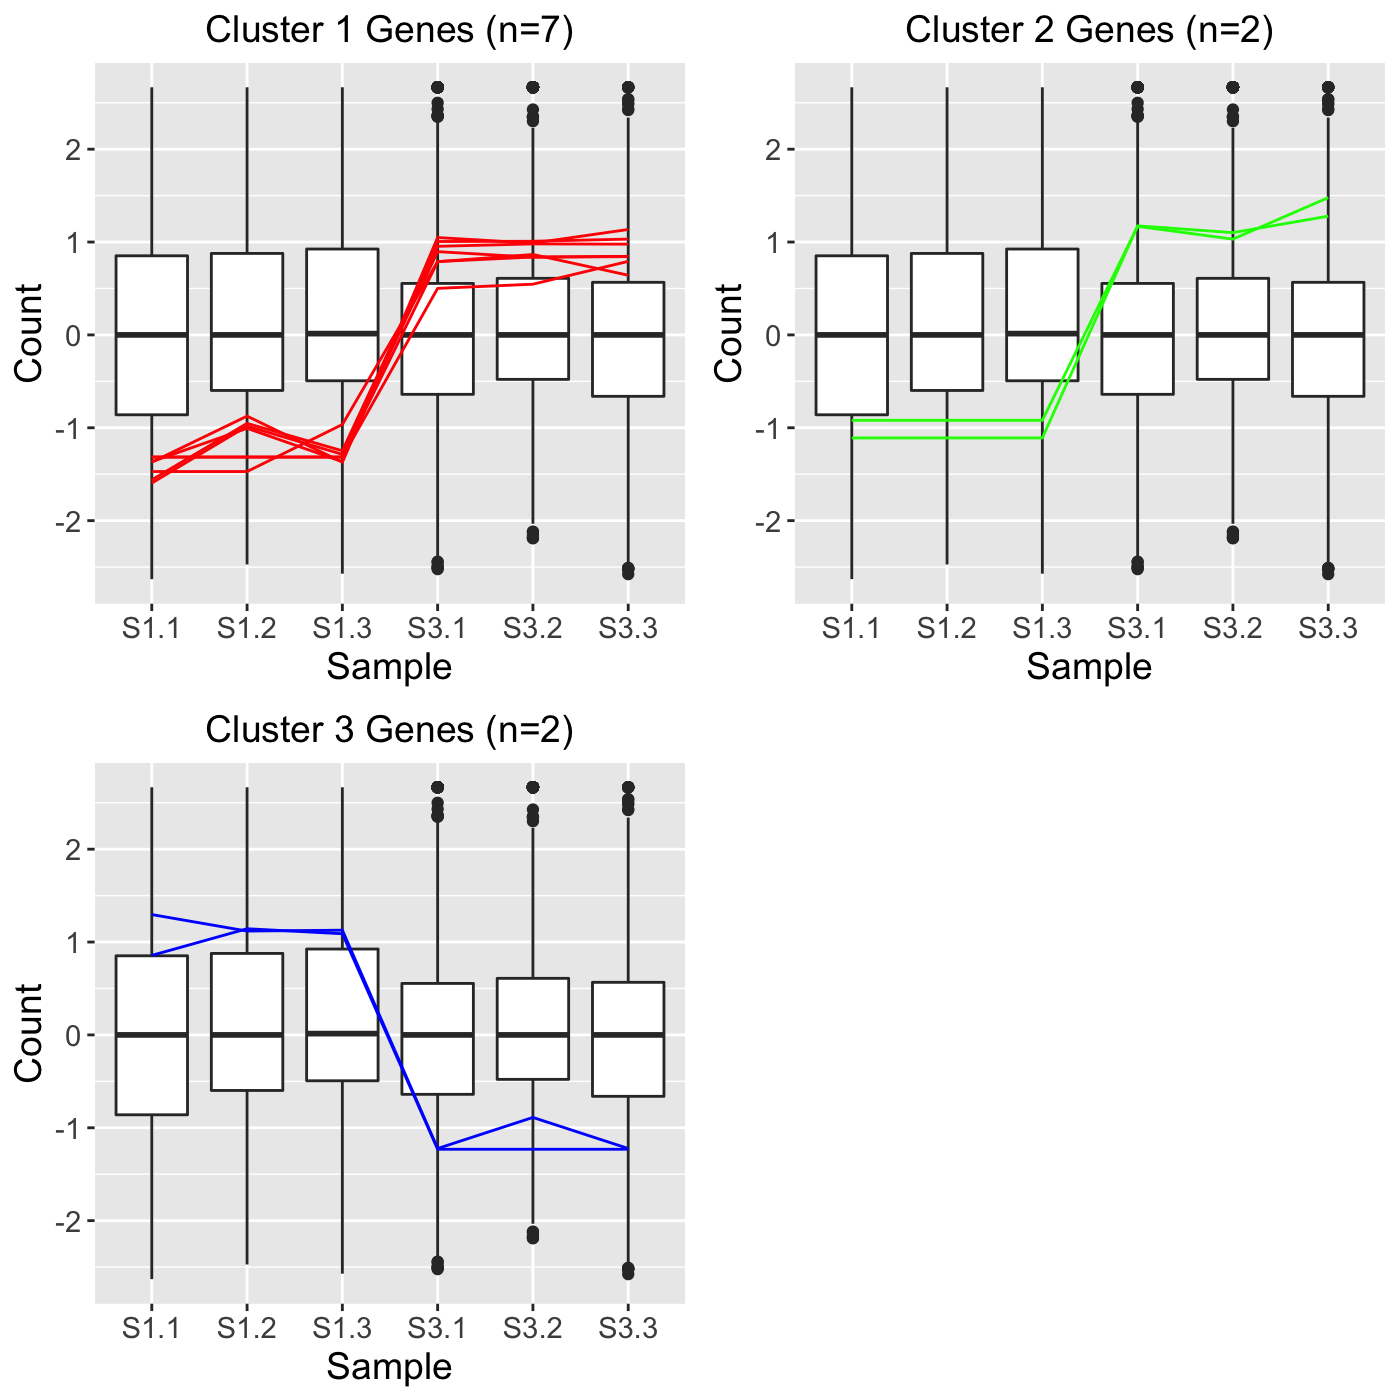 Cluster 1 Genes (n=7)
Count
2
1
0
-1
-2
S1.1 S1.2 S1.3 S3.1 S3.2 S3.3
Sample
Cluster 2 Genes (n=2)
Count
2
1
0
-1
-2
S1.1 S1.2 S1.3 S3.1 S3.2 S3.3
Sample
Cluster 3 Genes (n=2)
Count
2
1
0
-1
-2
S1.1 S1.2 S1.3 S3.1 S3.2 S3.3
Sample